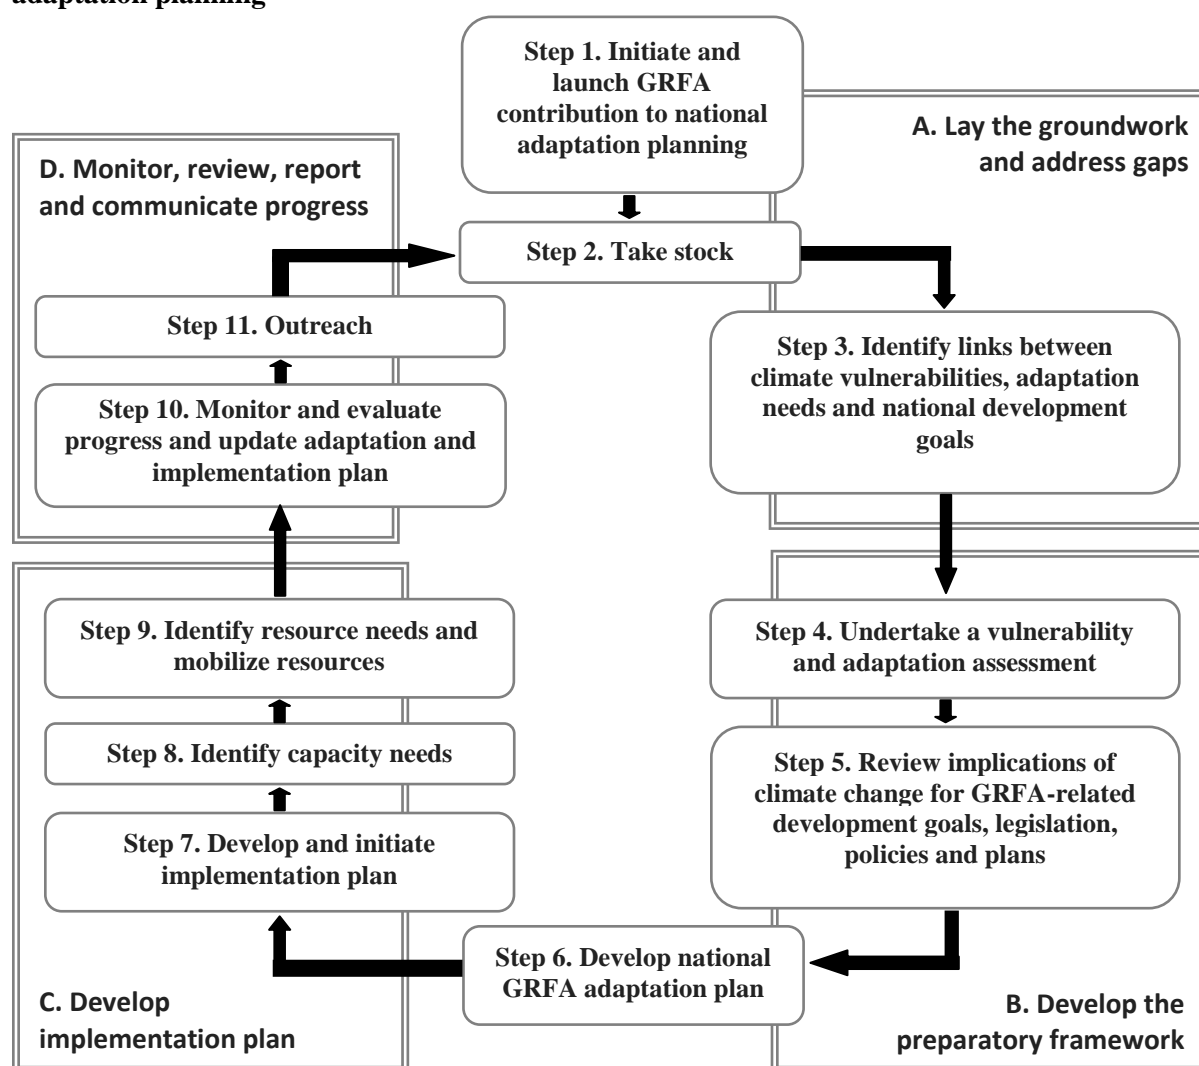 adaptation planning
Step 1. Initiate and
launch GRFA
contribution to national
adaptation planning
A. Lay the groundwork
and address gaps
D. Monitor, review, report
and communicate progress
Step 2. Take stock
Step 11. Outreach
Step 3. Identify links between
climate vulnerabilities, adaptation
needs and national development
goals
Step 10. Monitor and evaluate
progress and update adaptation and
implementation plan
Step 9. Identify resource needs and
mobilize resources
Step 4. Undertake a vulnerability
and adaptation assessment
Step 8. Identify capacity needs
Step 5. Review implications of
climate change for GRFA-related
development goals, legislation,
policies and plans
Step 7. Develop and initiate
implementation plan
Step 6. Develop national
GRFA adaptation plan
C. Develop
implementation plan
B. Develop the
preparatory framework